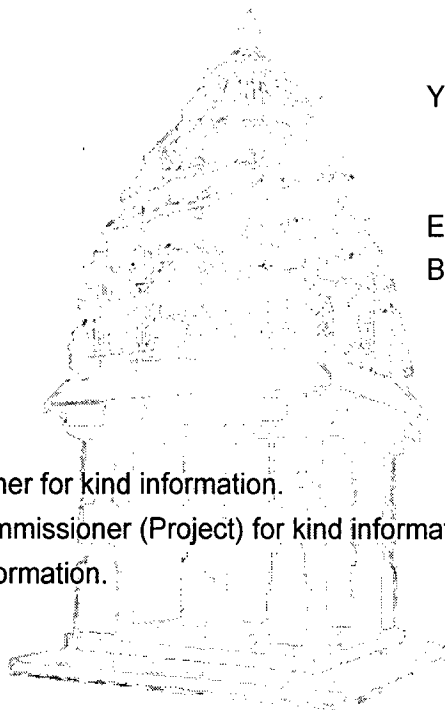 Y
E
B
ner for kind information.
mmissioner (Project) for kind informat
ormation.